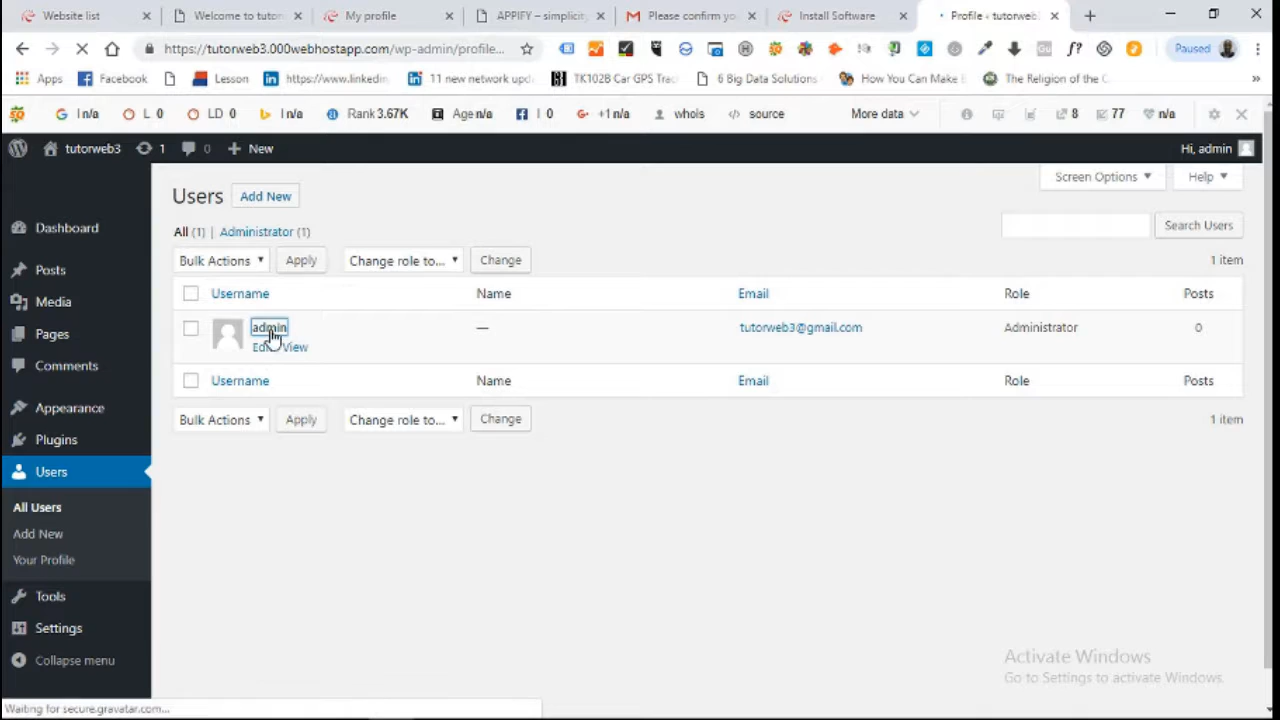 Website list
Welcome to tutor
My profile
APPIFY – simplicity
Please confirm yo
Install Software
Profile ‹ tutorweb3
https://tutorweb3.000webhostapp.com/wp-admin/profile...
Paused
Apps
Facebook
Lesson
https://www.linkedin
11 new network upd
TK102B Car GPS Trac
6 Big Data Solutions
How You Can Make
The Religion of the C
»
I n/a
L 0
LD 0
I n/a
Rank 3.67K
Age n/a
I 0
+1 n/a
whois
source
More data
8
77
n/a
tutorweb3
1
0
New
Hi, admin
Screen Options
Help
Users
Add New
All (1) | Administrator (1)
Search Users
Bulk Actions
Apply
Change role to...
Change
1 item
Username
Name
Email
Role
Posts
admin
—
tutorweb3@gmail.com
Administrator
0
View
Username
Name
Email
Role
Posts
Bulk Actions
Apply
Change role to...
Change
1 item
Dashboard
Posts
Media
Pages
Comments
Appearance
Plugins
Users
All Users
Add New
Your Profile
Tools
Settings
Collapse menu
Activate Windows
Go to Settings to activate Windows.
Waiting for secure.gravatar.com...